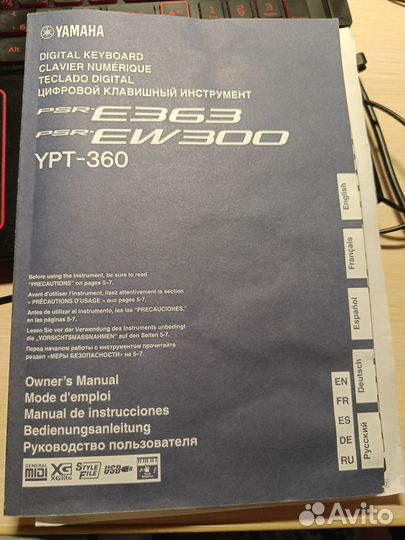 YAMAHA
DIGITAL KEYBOARD
CLAVIER NUMÉRIQUE
TECLADO DIGITAL
ЦИФРОВОЙ КЛАВИШНЫЙ ИНСТРУМЕНТ
PSR-E363
PSR-EW300
YPT-360
English
Français
Español
Deutsch
Русский
Before using the instrument, be sure to read
"PRECAUTIONS" on pages 5-7.
Avant d'utiliser l'instrument, lisez attentivement la section
« PRÉCAUTIONS D'USAGE » aux pages 5-7.
Antes de utilizar el instrumento, lea las "PRECAUCIONES",
en las páginas 5-7.
Lesen Sie vor der Verwendung des Instruments unbedingt
die „VORSICHTSMASSNAHMEN" auf den Seiten 5-7.
Перед началом работы с инструментом прочитайте
раздел «МЕРЫ БЕЗОПАСНОСТИ» на 5-7.
Owner's Manual
Mode d'emploi
Manual de instrucciones
Bedienungsanleitung
Руководство пользователя
EN
FR
ES
DE
RU
GENERAL
MIDI
XG
XGlite
STYLE
FILE
USB
Alt
Avito